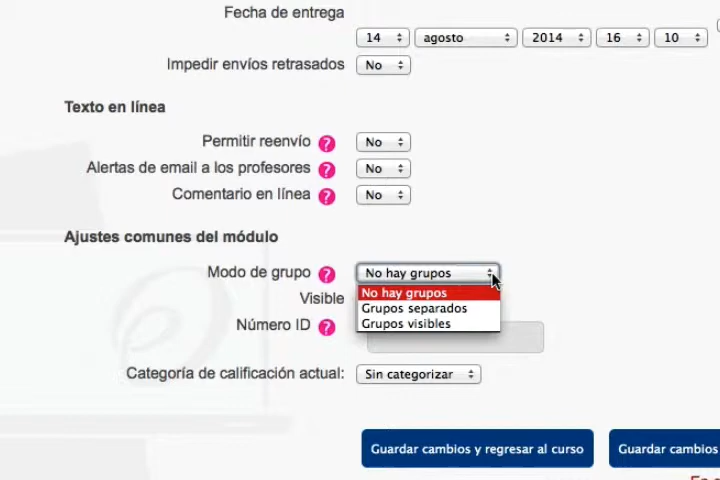 Fecha de entrega
14 agosto 2014 16 10
Impedir envíos retrasados No
Texto en línea
Permitir reenvío ? No
Alertas de email a los profesores ? No
Comentario en línea ? No
Ajustes comunes del módulo
Modo de grupo ? No hay grupos
No hay grupos
Visible
Grupos separados
Grupos visibles
Número ID ?
Categoría de calificación actual: Sin categorizar
Guardar cambios y regresar al curso Guardar cambios